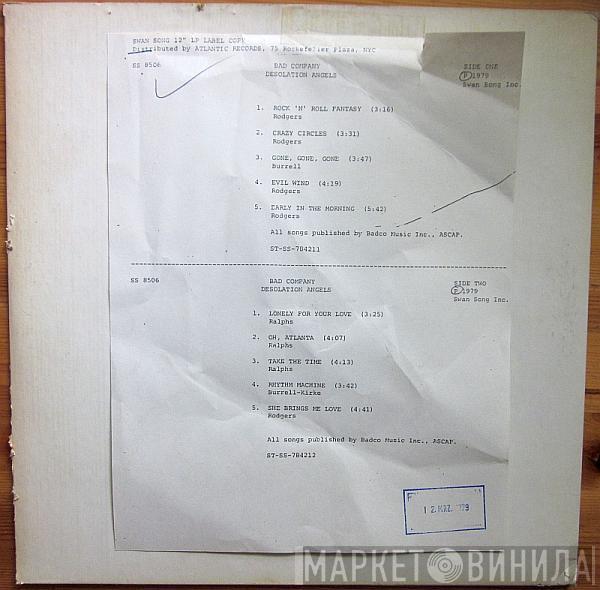 SWAN SONG 12" LP LABEL COPY
Distributed by ATLANTIC RECORDS, 75 Rockefeller Plaza, NYC
SS 8506
BAD COMPANY
DESOLATION ANGELS
SIDE ONE
Ⓟ 1979
Swan Song Inc.
1. ROCK 'N' ROLL FANTASY (3:16)
Rodgers
2. CRAZY CIRCLES (3:31)
Rodgers
3. GONE, GONE, GONE (3:47)
Burrell
4. EVIL WIND (4:19)
Rodgers
5. EARLY IN THE MORNING (5:42)
Rodgers
All songs published by Badco Music Inc., ASCAP.
ST-SS-784211
SS 8506
BAD COMPANY
DESOLATION ANGELS
SIDE TWO
Ⓟ 1979
Swan Song Inc.
1. LONELY FOR YOUR LOVE (3:25)
Ralphs
2. OH, ATLANTA (4:07)
Ralphs
3. TAKE THE TIME (4:13)
Ralphs
4. RHYTHM MACHINE (3:42)
Burrell-Kirke
5. SHE BRINGS ME LOVE (4:41)
Rodgers
All songs published by Badco Music Inc., ASCAP.
ST-SS-784212
12. MRZ. 1979
МАРКЕТ ВИНИЛА